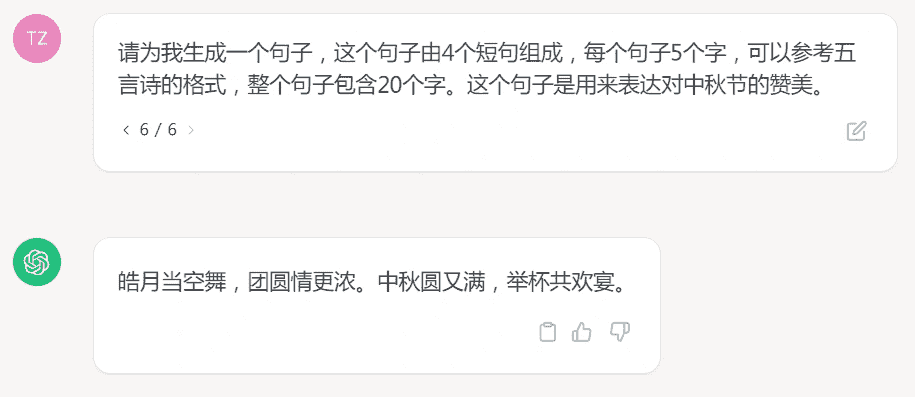 TZ
请为我生成一个句子，这个句子由4个短句组成，每个句子5个字，可以参考五
言诗的格式，整个句子包含20个字。这个句子是用来表达对中秋节的赞美。
< 6 / 6 >
皓月当空舞，团圆情更浓。中秋圆又满，举杯共欢宴。